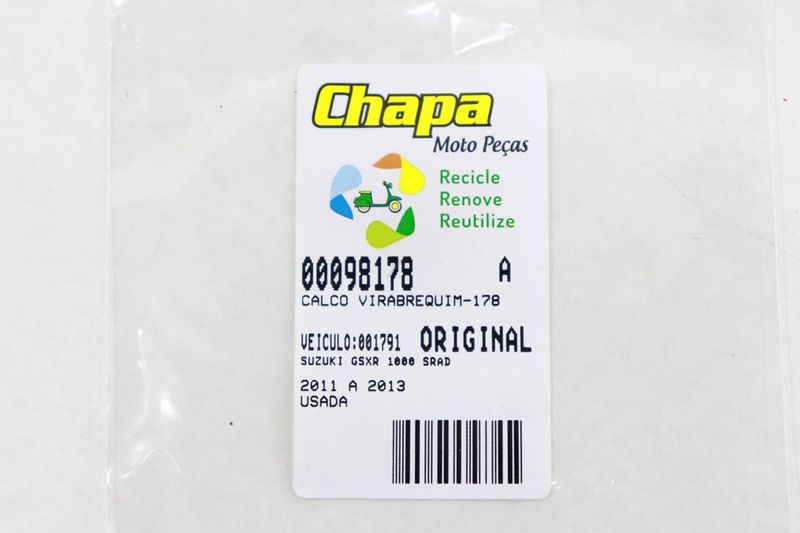 Chapa
Moto Peças
Recicle
Renove
Reutilize
00098178 A
CALCO VIRABREQUIM-178
VEICULO:001791 ORIGINAL
SUZUKI GSXR 1000 SRAD
2011 A 2013
USADA